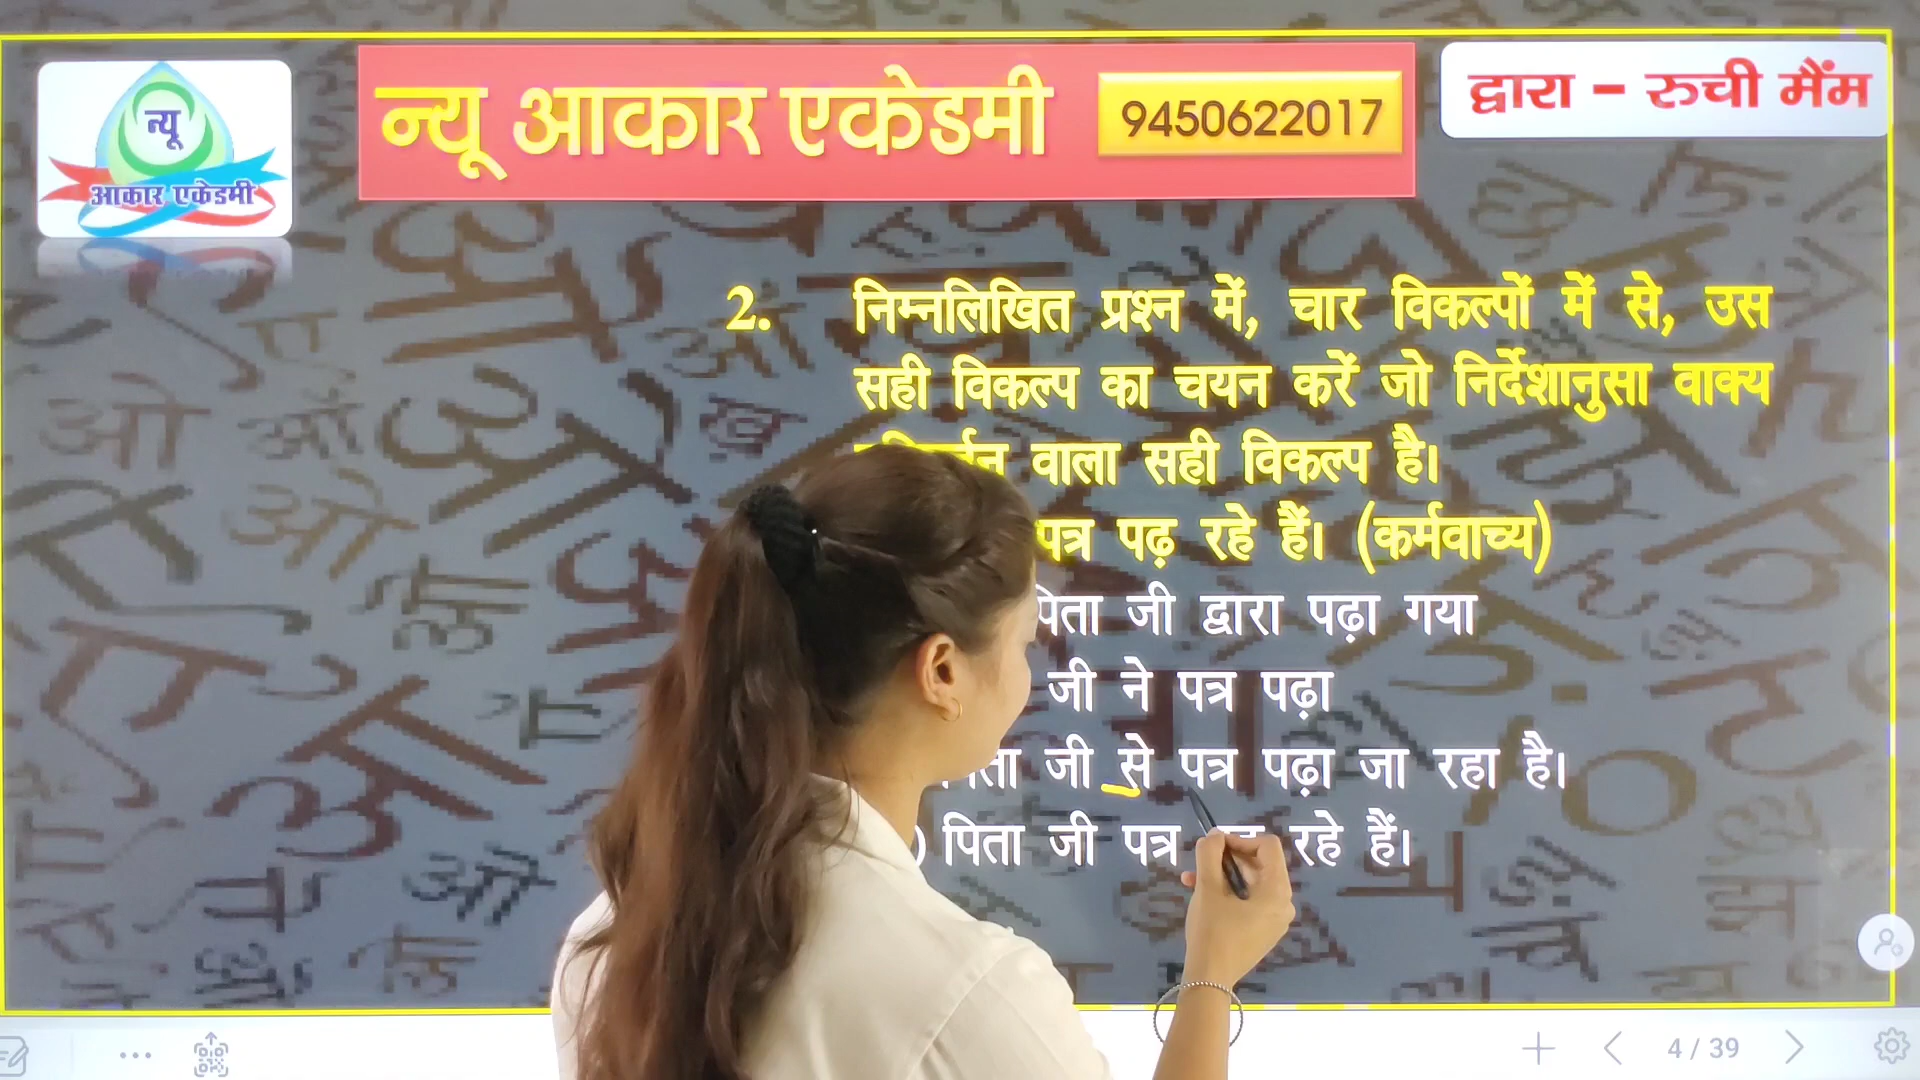 न्यू
आकार एकेडमी
न्यू आकार एकेडमी
9450622017
द्वारा – रुची मैंम
2. निम्नलिखित प्रश्न में, चार विकल्पों में से, उस
सही विकल्प का चयन करें जो निर्देशानुसा वाक्य
वाला सही विकल्प है।
पत्र पढ़ रहे हैं। (कर्मवाच्य)
पिता जी द्वारा पढ़ा गया
जी ने पत्र पढ़ा
जी से पत्र पढ़ा जा रहा है।
) पिता जी पत्र रहे हैं।
4 / 39